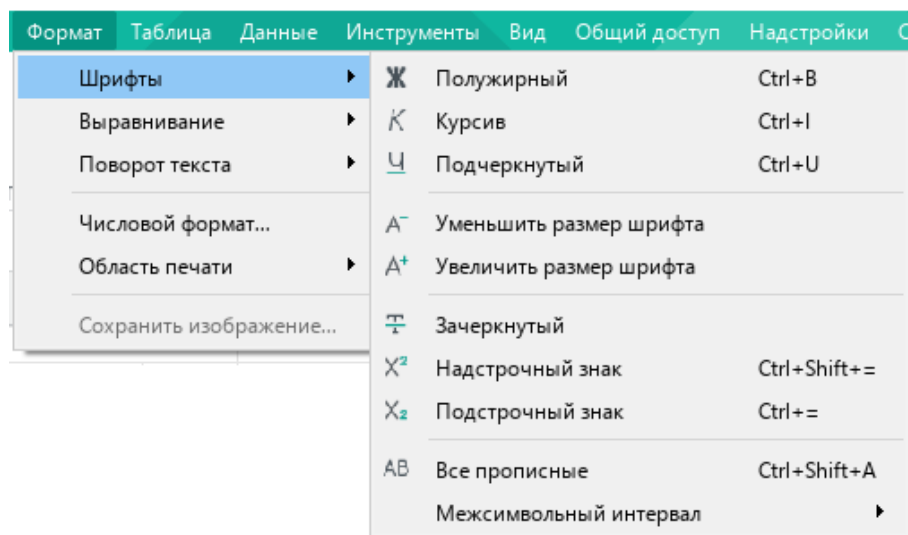 Формат Таблица Данные Инструменты Вид Общий доступ Надстройки
Шрифты
Выравнивание
Поворот текста
Числовой формат...
Область печати
Сохранить изображение...
Ж Полужирный Ctrl+B
К Курсив Ctrl+I
Ч Подчеркнутый Ctrl+U
A⁻ Уменьшить размер шрифта
A⁺ Увеличить размер шрифта
Т Зачеркнутый
X² Надстрочный знак Ctrl+Shift+=
X₂ Подстрочный знак Ctrl+=
AB Все прописные Ctrl+Shift+A
Межсимвольный интервал